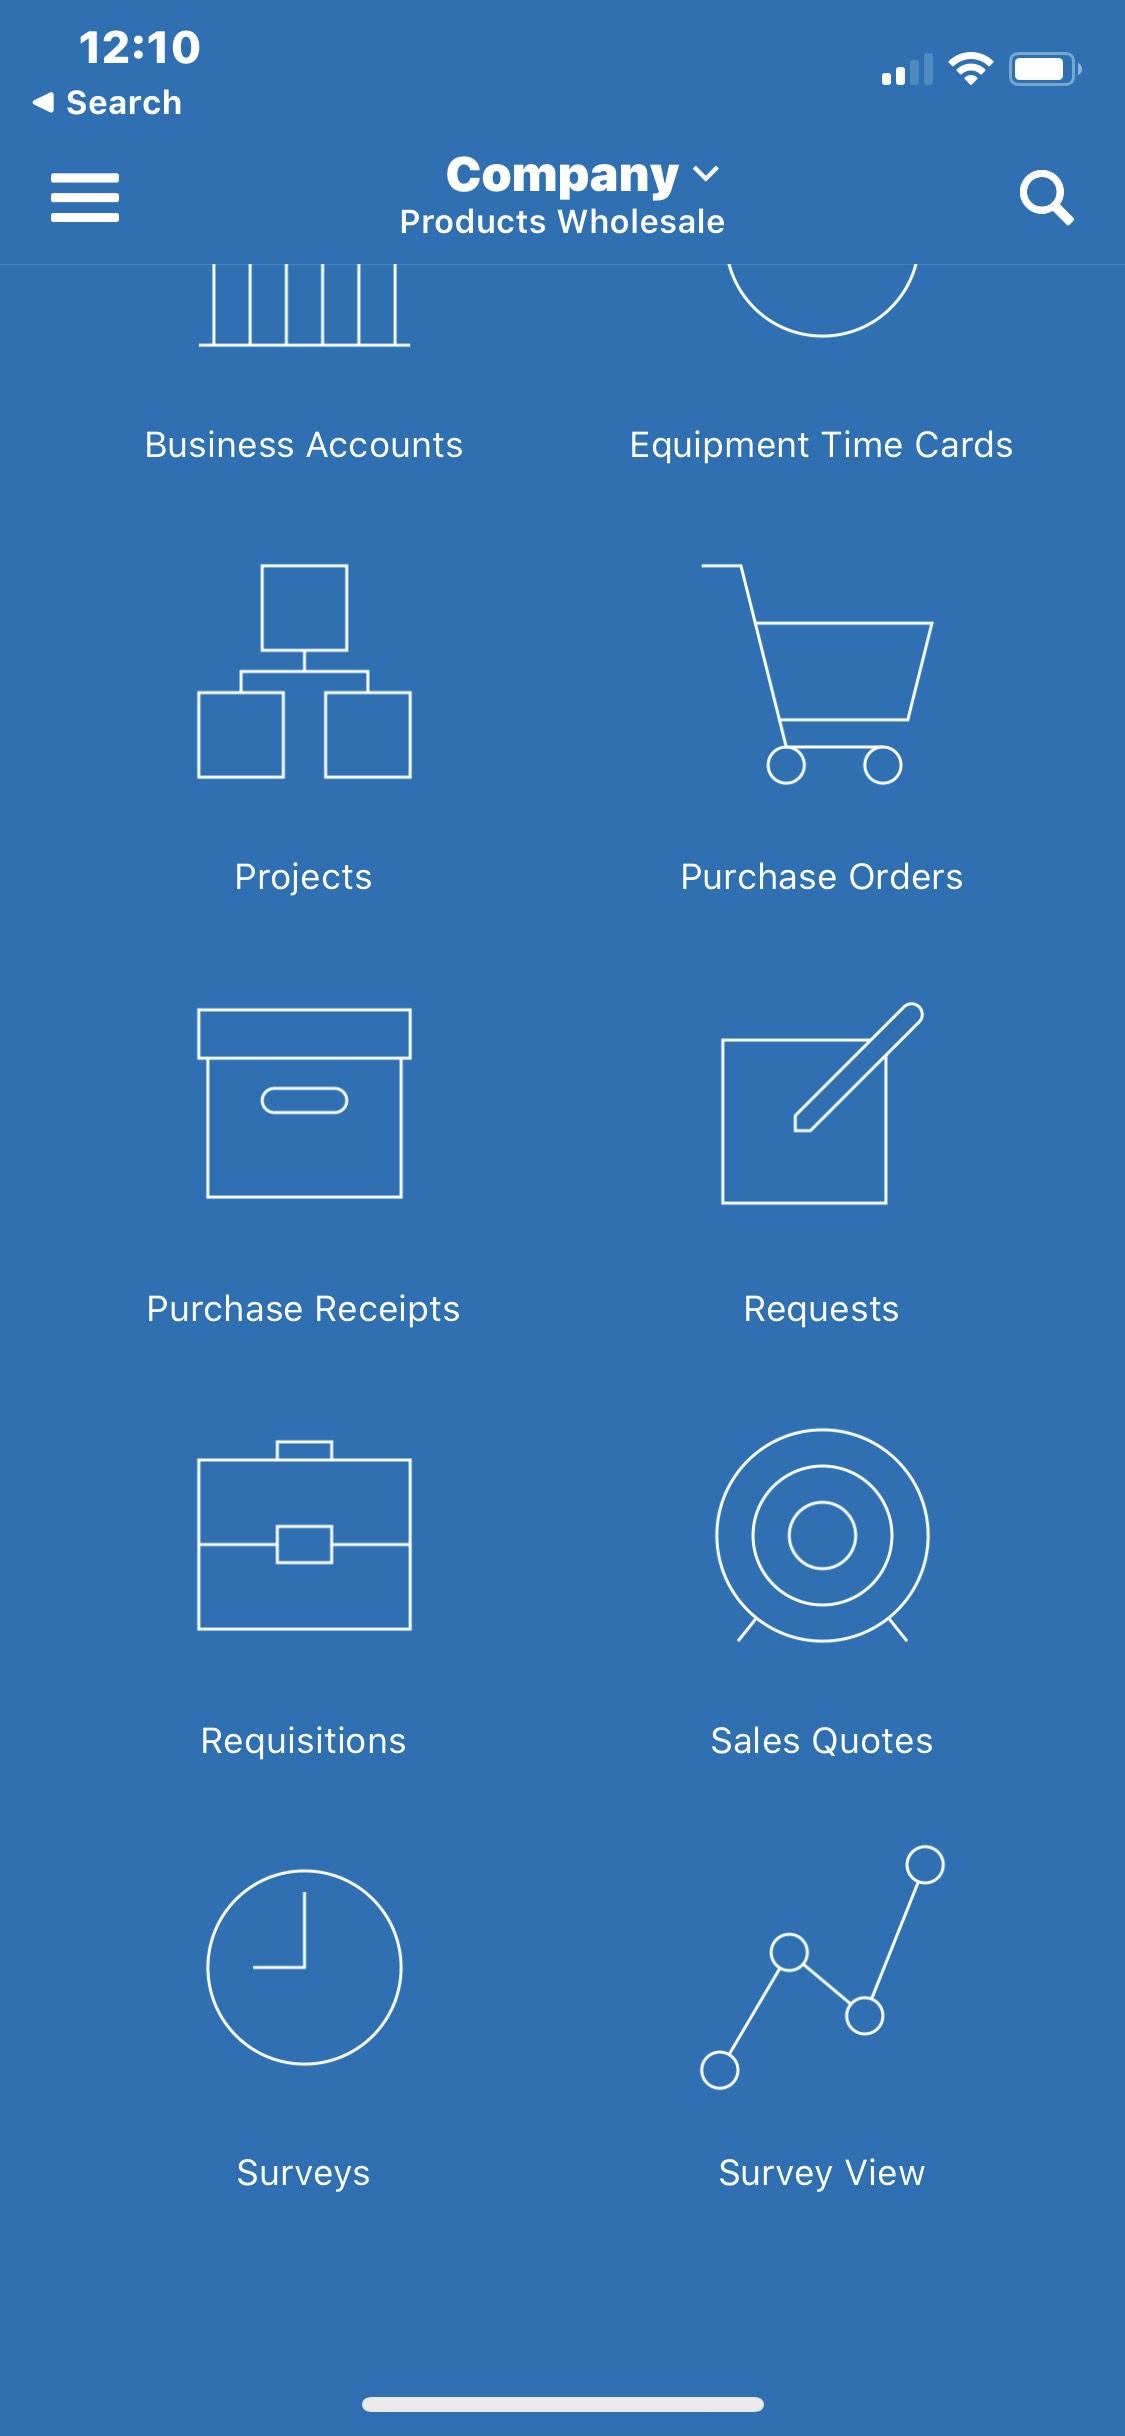 12:10
Search
Company
Products Wholesale
Business Accounts
Equipment Time Cards
Projects
Purchase Orders
Purchase Receipts
Requests
Requisitions
Sales Quotes
Surveys
Survey View